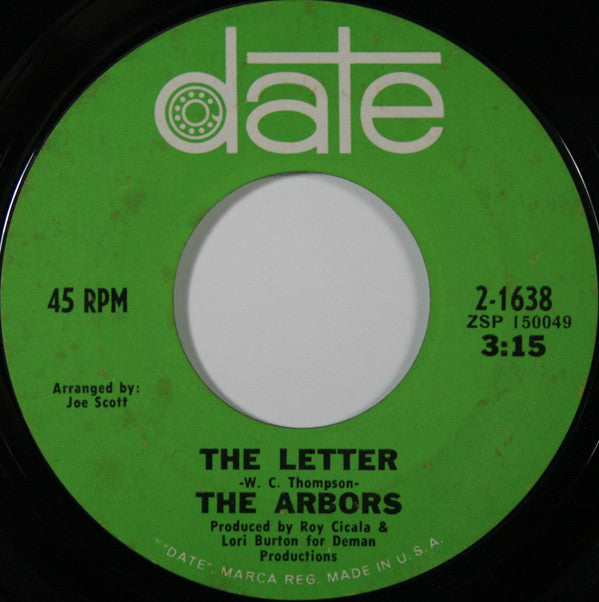 date
45 RPM
2-1638
ZSP 150049
3:15
Arranged by:
Joe Scott
THE LETTER
-W. C. Thompson-
THE ARBORS
Produced by Roy Cicala &
Lori Burton for Deman
Productions
""DATE", MARCA REG. MADE IN U.S.A.